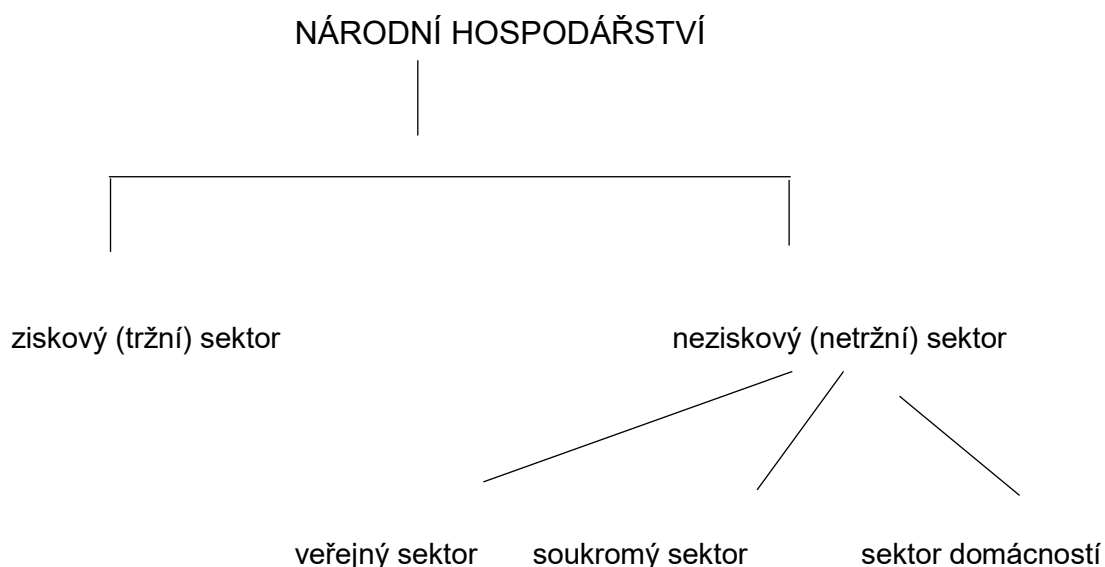 NÁRODNÍ HOSPODÁŘSTVÍ
ziskový (tržní) sektor neziskový (netržní) sektor
veřejný sektor soukromý sektor sektor domácností